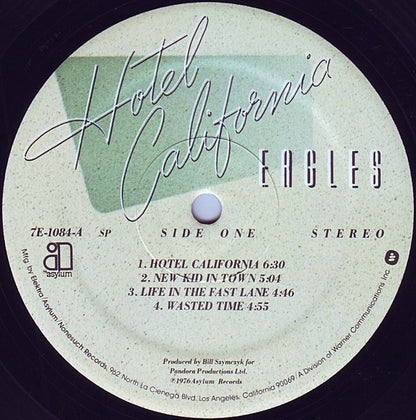 Hotel
California
EAGLES
7E-1084-A SP SIDE ONE STEREO
asylum
1. HOTEL CALIFORNIA 6:30
2. NEW KID IN TOWN 5:04
3. LIFE IN THE FAST LANE 4:46
4. WASTED TIME 4:55
Produced by Bill Szymczyk for
Pandora Productions Ltd.
℗1976 Asylum Records
Mfg. by Elektra/Asylum/Nonesuch Records, 962 North La Cienega Blvd. Los Angeles, California 90069/A Division of Warner Communications Inc.